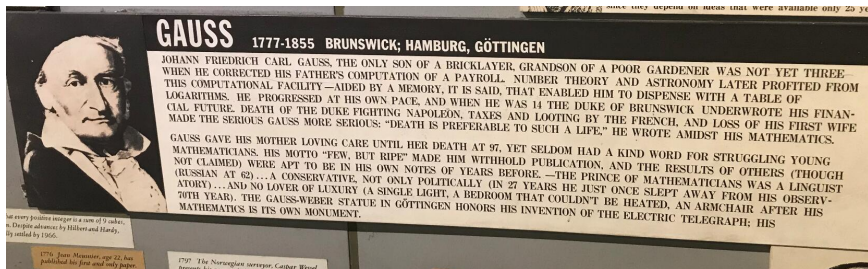 since they depend on ideas that were available only 25 ye
GAUSS 1777-1855 BRUNSWICK; HAMBURG, GÖTTINGEN
JOHANN FRIEDRICH CARL GAUSS, THE ONLY SON OF A BRICKLAYER, GRANDSON OF A POOR GARDENER WAS NOT YET THREE
WHEN HE CORRECTED HIS FATHER'S COMPUTATION OF A PAYROLL. NUMBER THEORY AND ASTRONOMY LATER PROFITED FROM
THIS COMPUTATIONAL FACILITY—AIDED BY A MEMORY, IT IS SAID, THAT ENABLED HIM TO DISPENSE WITH A TABLE OF
LOGARITHMS. HE PROGRESSED AT HIS OWN PACE, AND WHEN HE WAS 14 THE DUKE OF BRUNSWICK UNDERWROTE HIS FINAN-
CIAL FUTURE. DEATH OF THE DUKE FIGHTING NAPOLEON, TAXES AND LOOTING BY THE FRENCH, AND LOSS OF HIS FIRST WIFE
MADE THE SERIOUS GAUSS MORE SERIOUS: "DEATH IS PREFERABLE TO SUCH A LIFE," HE WROTE AMIDST HIS MATHEMATICS.
GAUSS GAVE HIS MOTHER LOVING CARE UNTIL HER DEATH AT 97, YET SELDOM HAD A KIND WORD FOR STRUGGLING YOUNG
MATHEMATICIANS. HIS MOTTO "FEW, BUT RIPE" MADE HIM WITHHOLD PUBLICATION, AND THE RESULTS OF OTHERS (THOUGH
NOT CLAIMED) WERE APT TO BE IN HIS OWN NOTES OF YEARS BEFORE. —THE PRINCE OF MATHEMATICIANS WAS A LINGUIST
(RUSSIAN AT 62)...A CONSERVATIVE, NOT ONLY POLITICALLY (IN 27 YEARS HE JUST ONCE SLEPT AWAY FROM HIS OBSERV-
ATORY)...AND NO LOVER OF LUXURY (A SINGLE LIGHT, A BEDROOM THAT COULDN'T BE HEATED, AN ARMCHAIR AFTER HIS
70TH YEAR). THE GAUSS-WEBER STATUE IN GÖTTINGEN HONORS HIS INVENTION OF THE ELECTRIC TELEGRAPH; HIS
MATHEMATICS IS ITS OWN MONUMENT.
that every positive integer is a sum of 9 cubes,
Despite advances by Hilbert and Hardy,
settled by 1966.
1776 Jean Meusnier, age 22, has
published his first and only paper.
1797 The Norwegian surveyor, Caspar Wessel